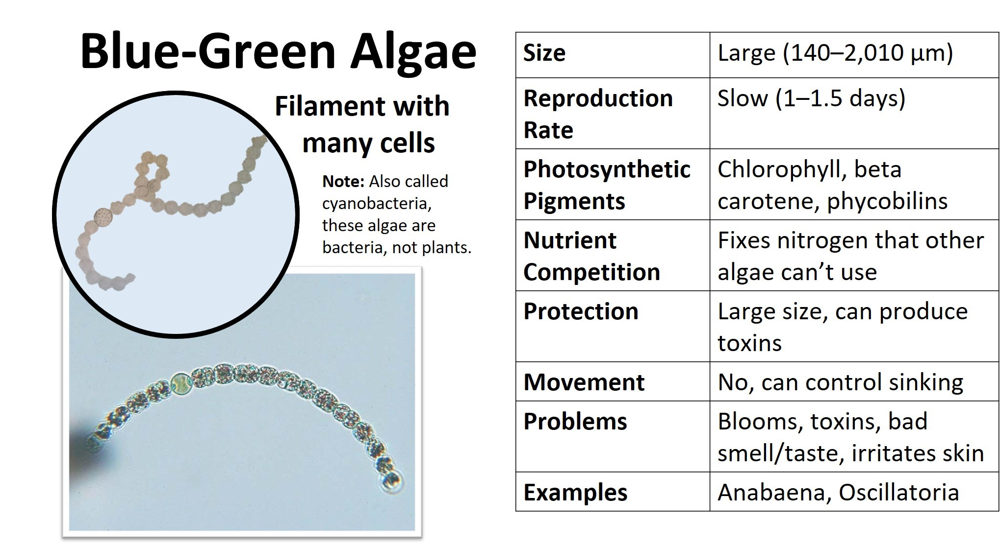 Blue-Green Algae
Filament with
many cells
Note: Also called
cyanobacteria,
these algae are
bacteria, not plants.
Size
Large (140–2,010 µm)
Reproduction
Rate
Slow (1–1.5 days)
Photosynthetic
Pigments
Chlorophyll, beta
carotene, phycobilins
Nutrient
Competition
Fixes nitrogen that other
algae can’t use
Protection
Large size, can produce
toxins
Movement
No, can control sinking
Problems
Blooms, toxins, bad
smell/taste, irritates skin
Examples
Anabaena, Oscillatoria